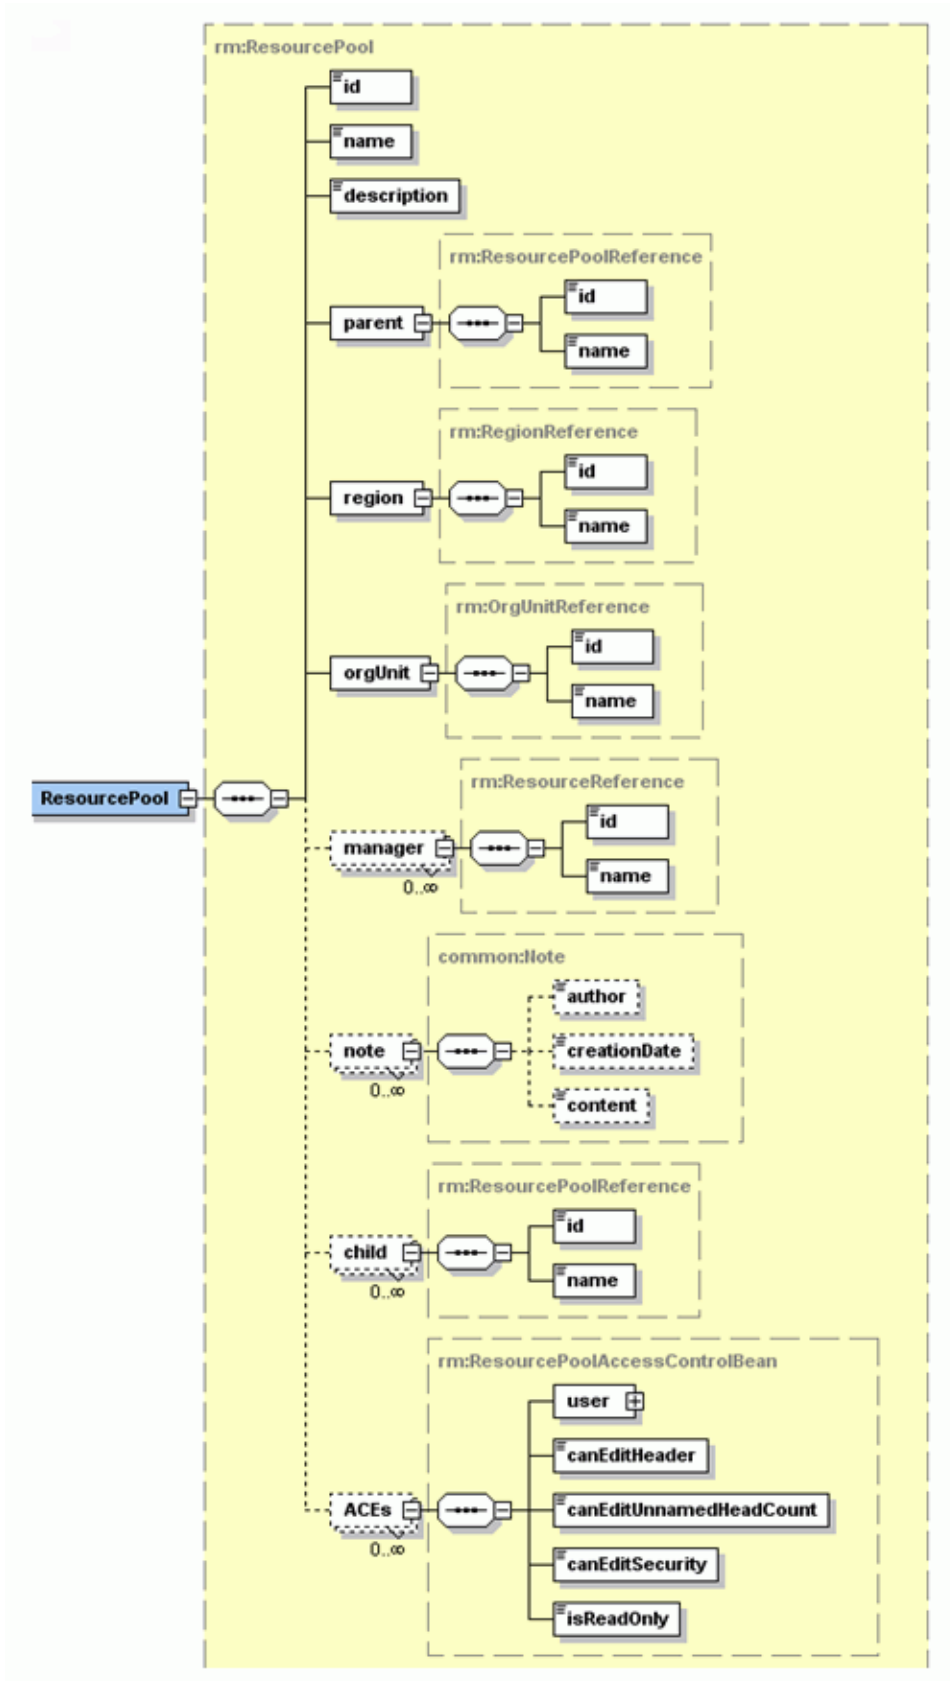 rm:ResourcePool
id
name
description
rm:ResourcePoolReference
parent
id
name
rm:RegionReference
region
id
name
rm:OrgUnitReference
orgUnit
id
name
ResourcePool
rm:ResourceReference
manager
0..∞
id
name
common:Note
note
0..∞
author
creationDate
content
rm:ResourcePoolReference
child
0..∞
id
name
rm:ResourcePoolAccessControlBean
ACEs
0..∞
user
canEditHeader
canEditUnnamedHeadCount
canEditSecurity
isReadOnly